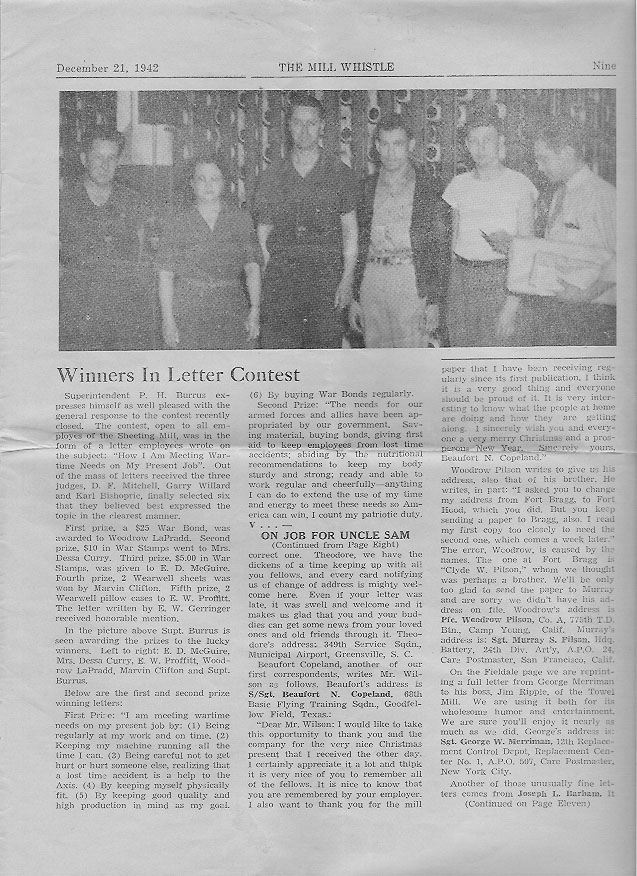 December 21, 1942
THE MILL WHISTLE
Nine
Winners In Letter Contest
Superintendent P. H. Burrus ex-
presses himself as well pleased with the
general response to the contest recently
closed. The contest, open to all em-
ployes of the Sheeting Mill, was in the
form of a letter employees wrote on
the subject: "How I Am Meeting War-
time Needs on My Present Job". Out
of the mass of letters received the three
judges, D. F. Mitchell, Garry Willard
and Karl Bishopric, finally selected six
that they believed best expressed the
topic in the clearest manner.
First prize, a $25 War Bond, was
awarded to Woodrow LaPradd. Second
prize, $10 in War Stamps went to Mrs.
Dessa Curry. Third prize, $5.00 in War
Stamps, was given to E. D. McGuire.
Fourth prize, 2 Wearwell sheets was
won by Marvin Clifton. Fifth prize, 2
Wearwell pillow cases to E. W. Proffitt.
The letter written by E. W. Gerringer
received honorable mention.
In the picture above Supt. Burrus is
seen awarding the prizes to the lucky
winners. Left to right: E. D. McGuire,
Mrs. Dessa Curry, E. W. Proffitt, Wood-
row LaPradd, Marvin Clifton and Supt.
Burrus.
Below are the first and second prize
winning letters:
First Price: "I am meeting wartime
needs on my present job by: (1) Being
regularly at my work and on time. (2)
Keeping my machine running all the
time I can. (3) Being careful not to get
hurt or hurt someone else, realizing that
a lost time accident is a help to the
Axis. (4) By keeping myself physically
fit. (5) By keeping good quality and
high production in mind as my goal.
(6) By buying War Bonds regularly.
Second Prize: "The needs for our
armed forces and allies have been ap-
propriated by our government. Sav-
ing material, buying bonds, giving first
aid to keep employees from lost time
accidents; abiding by the nutritional
recommendations to keep my body
sturdy and strong; ready and able to
work regular and cheerfully—anything
I can do to extend the use of my time
and energy to meet these needs so Am-
erica can win, I count my patriotic duty.
V . . . —
ON JOB FOR UNCLE SAM
(Continued from Page Eight)
correct one. Theodore, we have the
dickens of a time keeping up with all
you fellows, and every card notifying
us of change of address is mighty wel-
come here. Even if your letter was
late, it was swell and welcome and it
makes us glad that you and your bud-
dies can get some news from your loved
ones and old friends through it. Theo-
dore's address: 349th Service Sqdn.,
Municipal Airport, Greensville, S. C.
Beaufort Copeland, another of our
first correspondents, writes Mr. Wil-
son as follows. Beaufort's address is
S/Sgt. Beaufort N. Copeland, 68th
Basic Flying Training Sqdn., Goodfel-
low Field, Texas.:
"Dear Mr. Wilson: I would like to take
this opportunity to thank you and the
company for the very nice Christmas
present that I received the other day.
I certainly appreciate it a lot and thipk
it is very nice of you to remember all
of the fellows. It is nice to know that
you are remembered by your employer.
I also want to thank you for the mill
paper that I have been receiving reg-
ularly since its first publication. I think
it is a very good thing and everyone
should be proud of it. It is very inter-
esting to know what the people at home
are doing and how they are getting
along. I sincerely wish you and every-
one a very merry Christmas and a pros-
perous New Year. Sincerely yours,
Beaufort N. Copeland."
Woodrow Pilson writes to give us his
address, also that of his brother. He
writes, in part: "I asked you to change
my address from Fort Bragg, to Fort
Hood, which you did. But you keep
sending a paper to Bragg, also. I read
my first copy too closely to need the
second one, which comes a week later."
The error, Woodrow, is caused by the
names. The one at Fort Bragg is
"Clyde W. Pilson," whom we thought
was perhaps a brother. We'll be only
too glad to send the paper to Murray
and are sorry we didn't have his ad-
dress on file. Woodrow's address is
Pfc. Woodrow Pilson, Co. A, 775th T.D.
Btn., Camp Young, Calif. Murray's
address is: Sgt. Murray S. Pilson, Hdq.
Battery, 24th Div. Art'y, A.P.O. 24,
Care Postmaster, San Francisco, Calif.
On the Fieldale page we are reprint-
ing a full letter from George Merriman
to his boss, Jim Ripple, of the Towel
Mill. We are using it both for its
wholesome humor and entertainment.
We are sure you'll enjoy it nearly as
much as we did. George's address is:
Sgt. George W. Merriman, 12th Replace-
ment Control Depot, Replacement Cen-
ter No. 1, A.P.O. 507, Care Postmaster,
New York City.
Another of those unusually fine let-
ters comes from Joseph L. Barham. It
(Continued on Page Eleven)